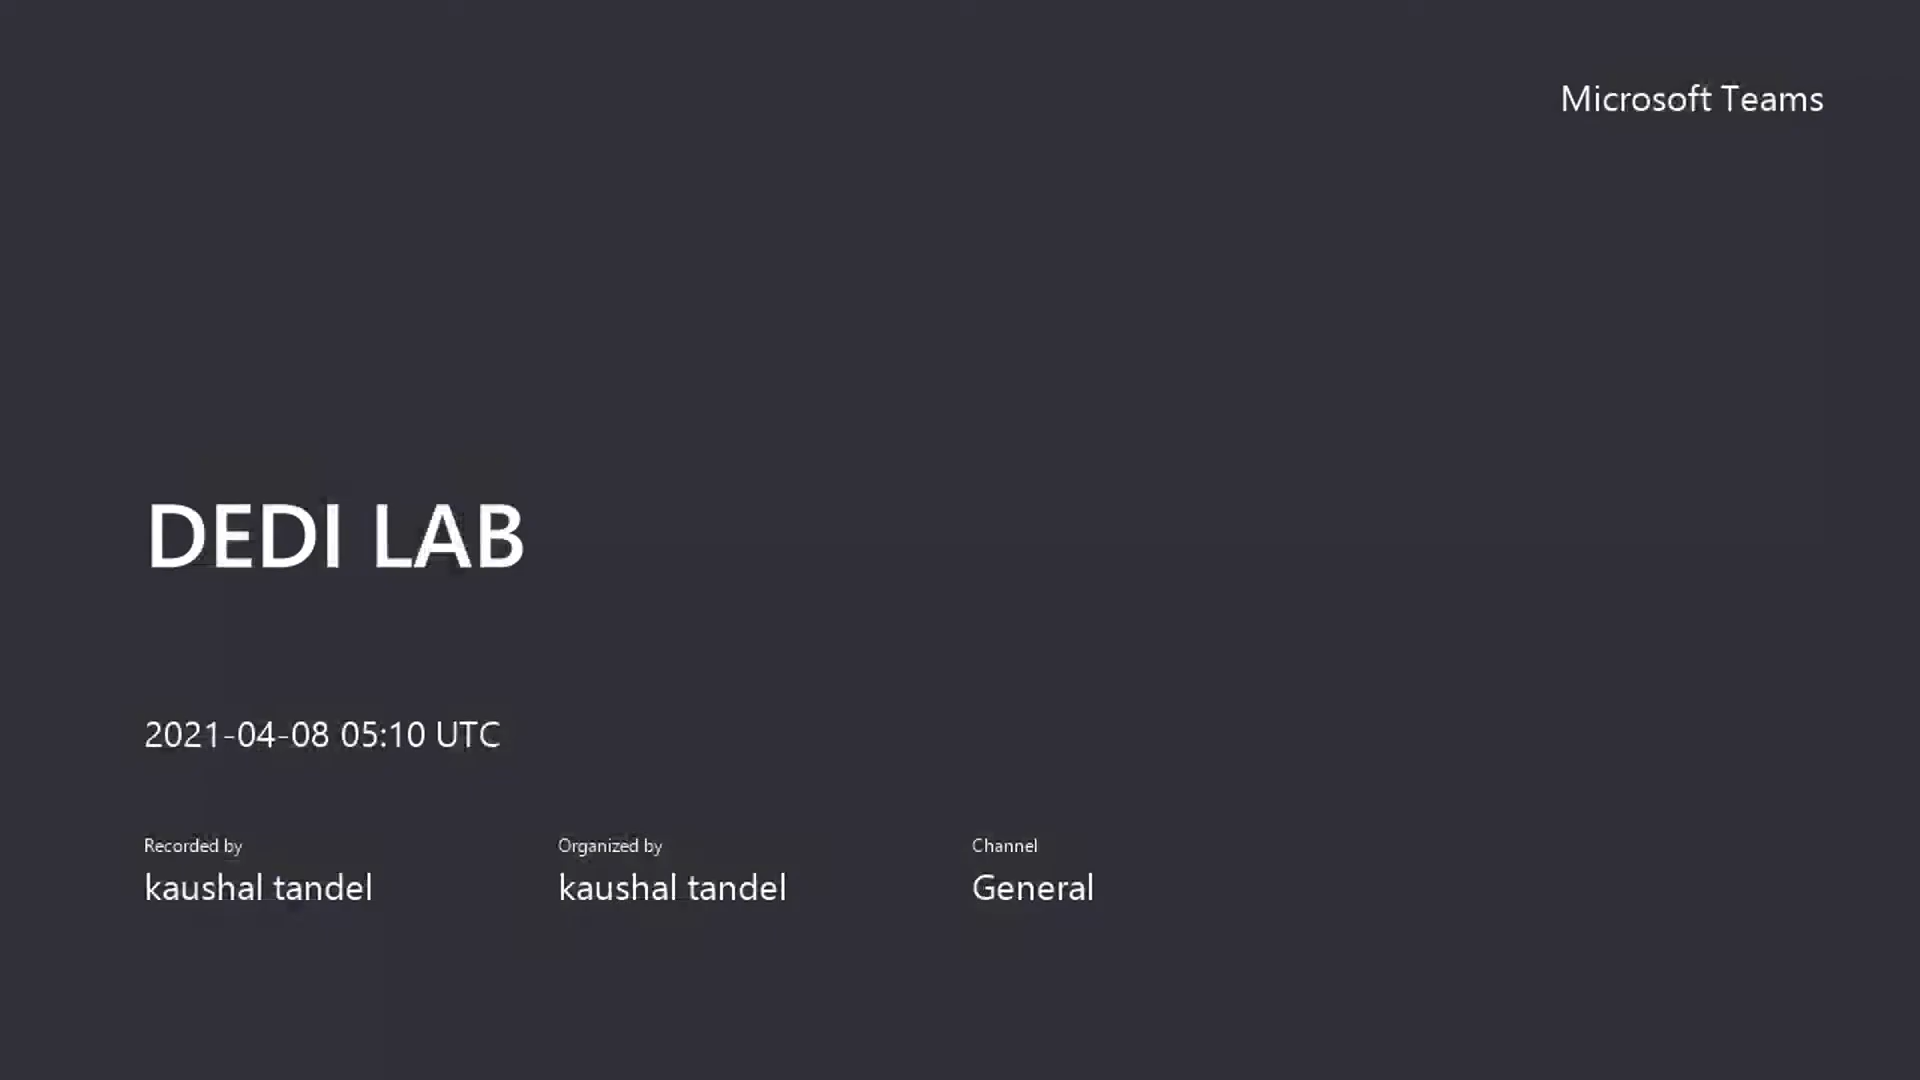 Microsoft Teams
DEDI LAB
2021-04-08 05:10 UTC
Recorded by
kaushal tandel
Organized by
kaushal tandel
Channel
General